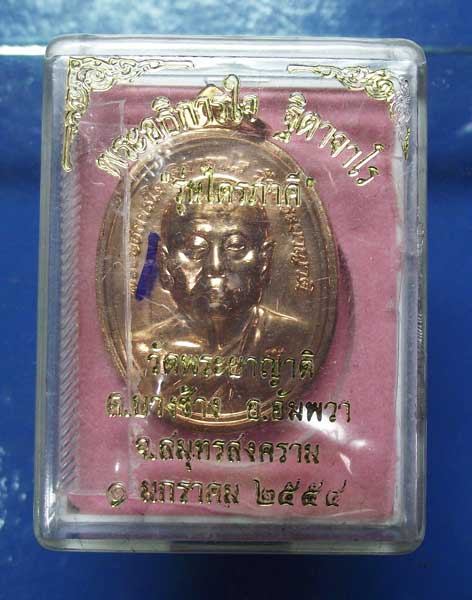 พระอธิการใจ ฐิตาจาโร
"รุ่นไตรภาคี"
วัดพระยาญาติ
ต.บางช้าง อ.อัมพวา
จ.สมุทรสงคราม
๑ มกราคม ๒๕๕๔